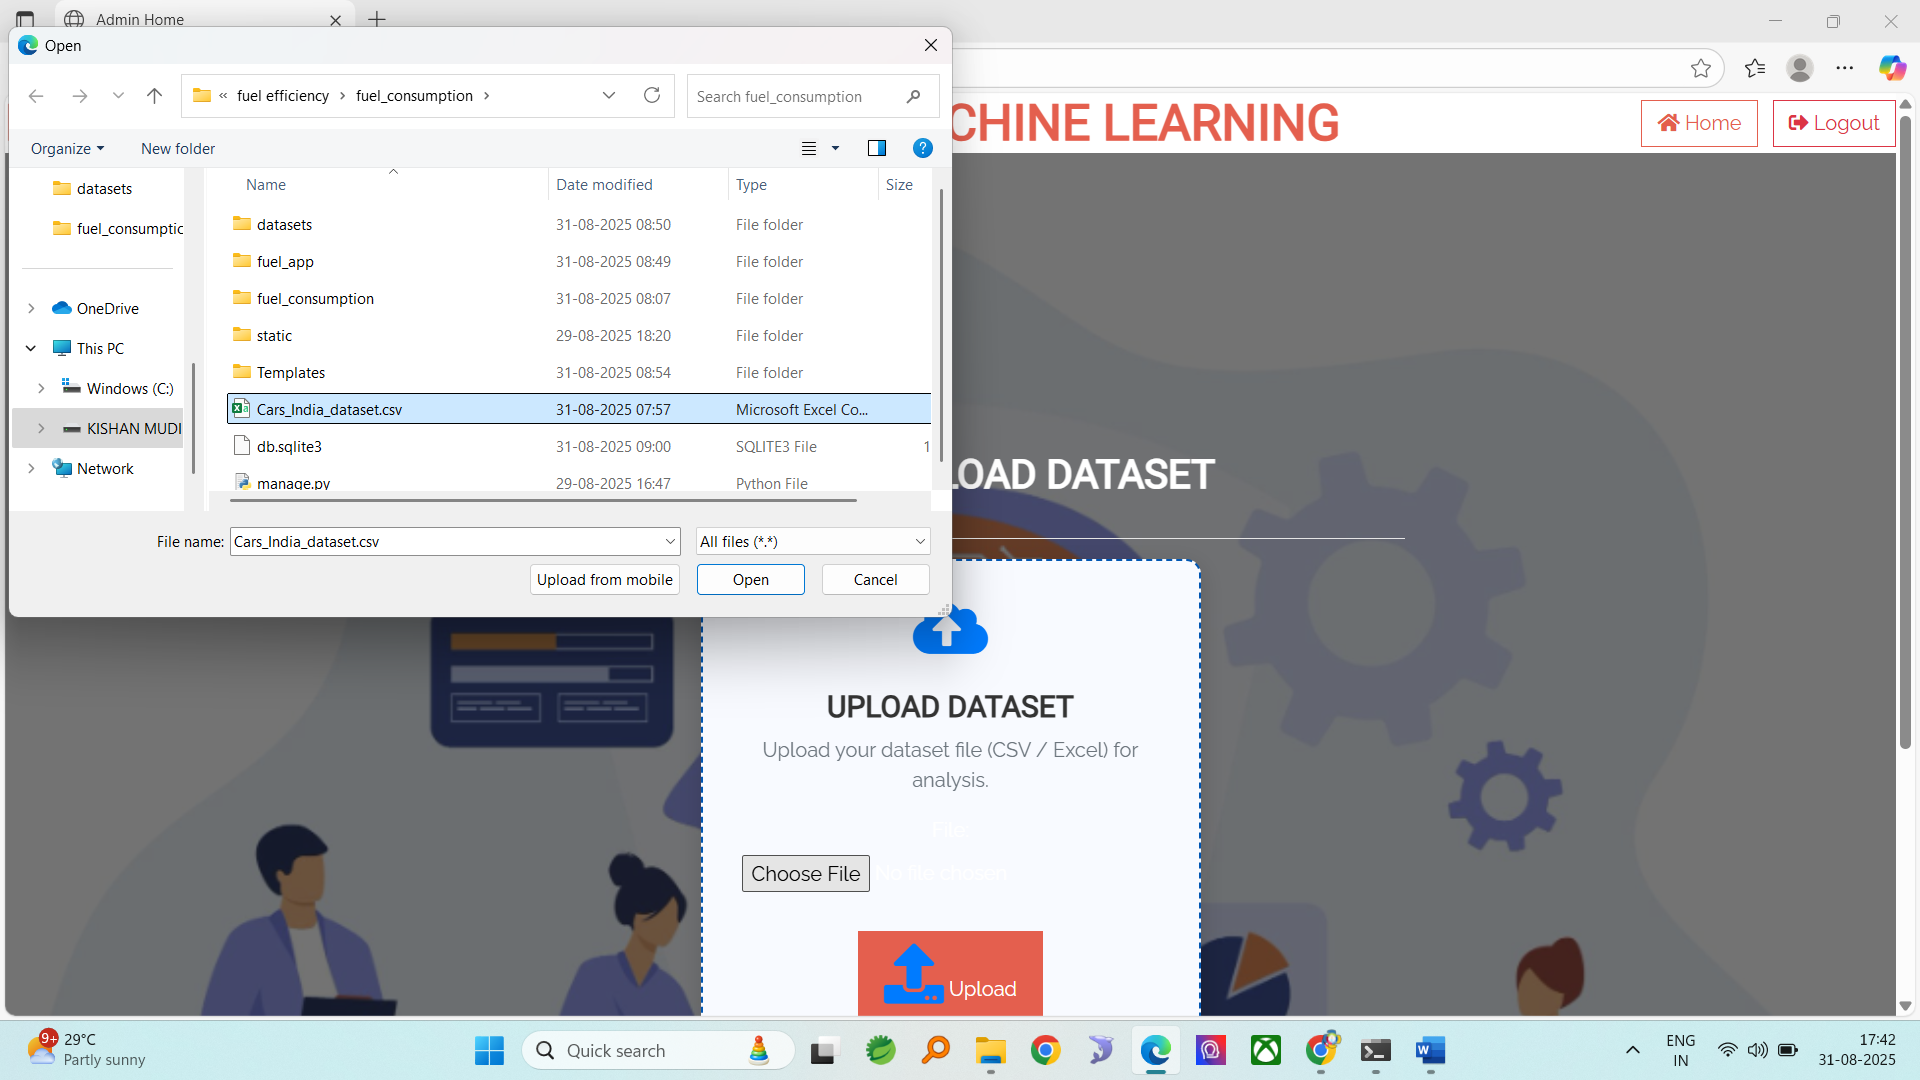 Admin Home
Open
« fuel efficiency > fuel_consumption >
Search fuel_consumption
CHINE LEARNING
Home
Logout
Organize
New folder
?
datasets
fuel_consumptic
OneDrive
This PC
Windows (C:)
KISHAN MUDI
Network
Name Date modified Type Size
datasets 31-08-2025 08:50 File folder
fuel_app 31-08-2025 08:49 File folder
fuel_consumption 31-08-2025 08:07 File folder
static 29-08-2025 18:20 File folder
Templates 31-08-2025 08:54 File folder
Cars_India_dataset.csv 31-08-2025 07:57 Microsoft Excel Co...
db.sqlite3 31-08-2025 09:00 SQLITE3 File 1
manage.py 29-08-2025 16:47 Python File
File name: Cars_India_dataset.csv All files (*.*)
Upload from mobile Open Cancel
LOAD DATASET
UPLOAD DATASET
Upload your dataset file (CSV / Excel) for
analysis.
File:
Choose File No file chosen
Upload
9+
29°C
Partly sunny
Quick search
ENG
IN
17:42
31-08-2025